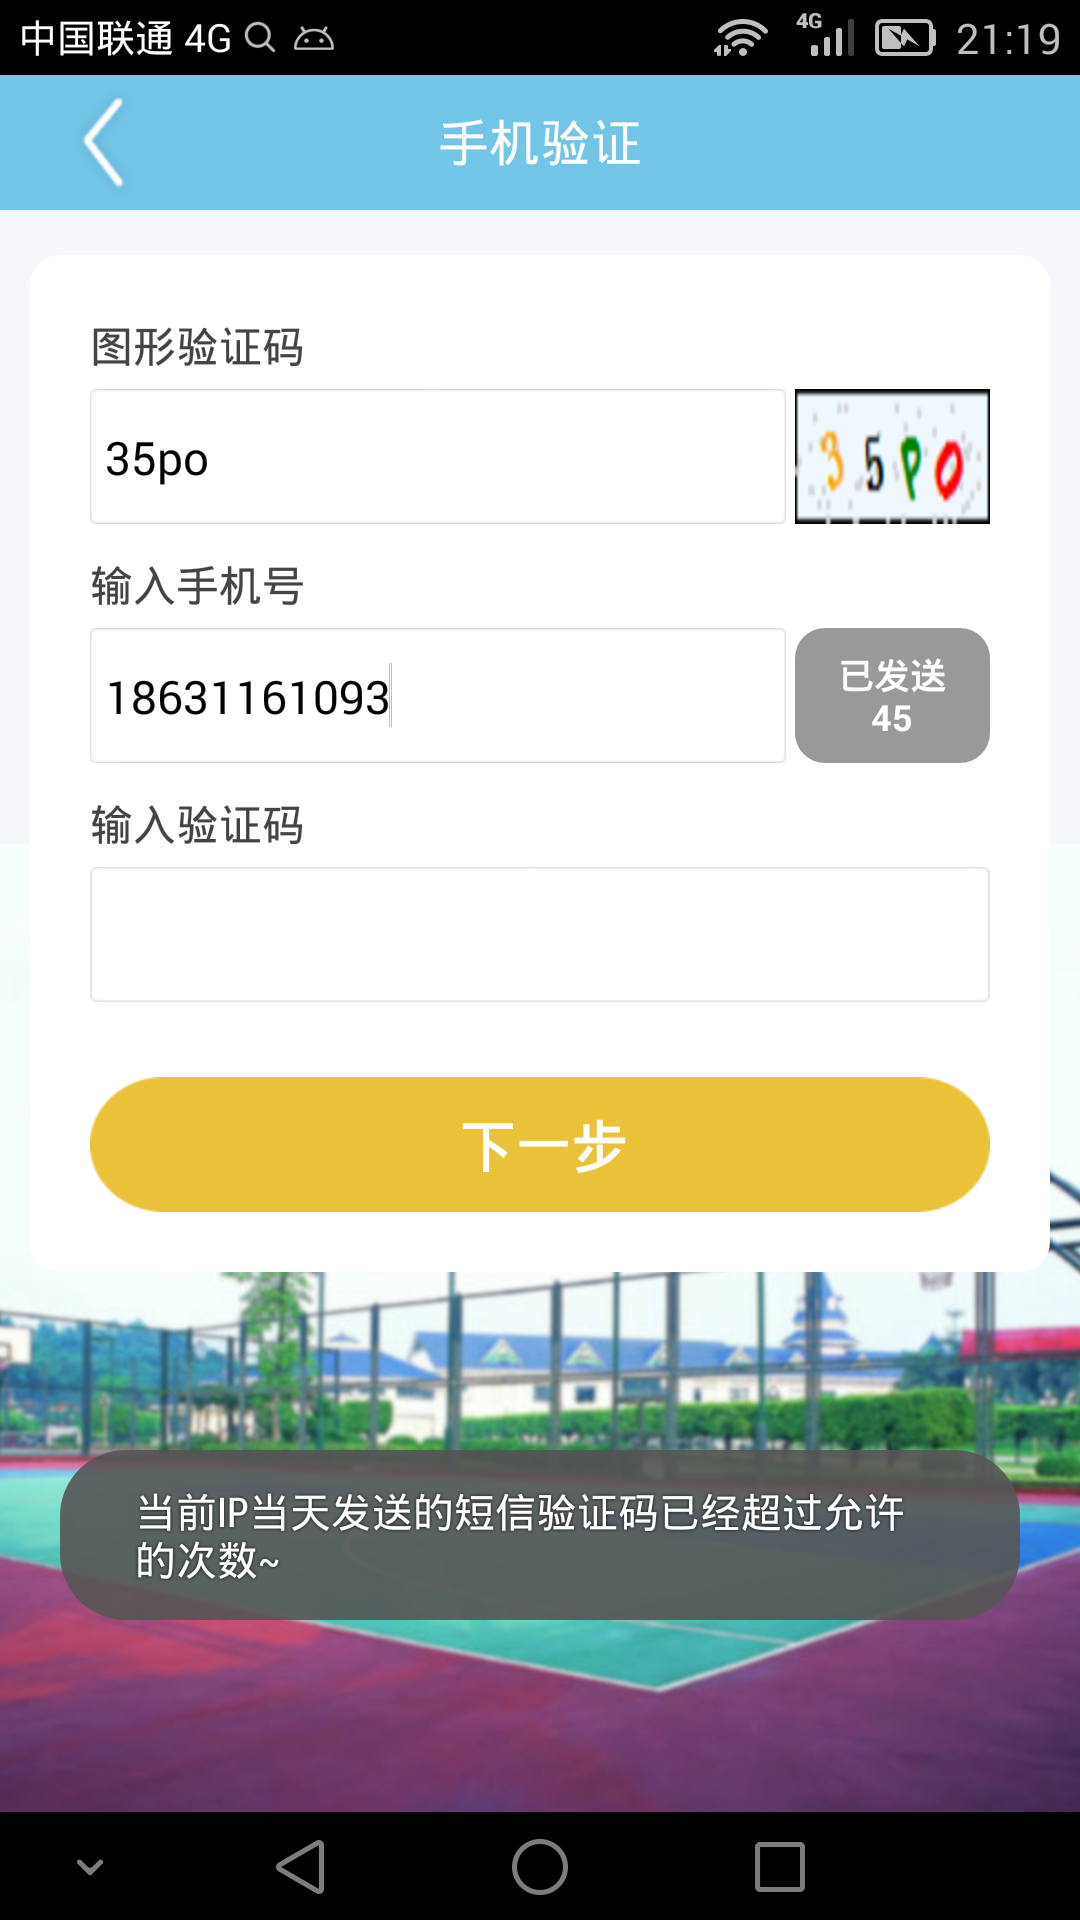 中国联通 4G
4G
21:19
手机验证
图形验证码
35po
35PO
输入手机号
18631161093
已发送
45
输入验证码
下一步
当前IP当天发送的短信验证码已经超过允许
的次数~